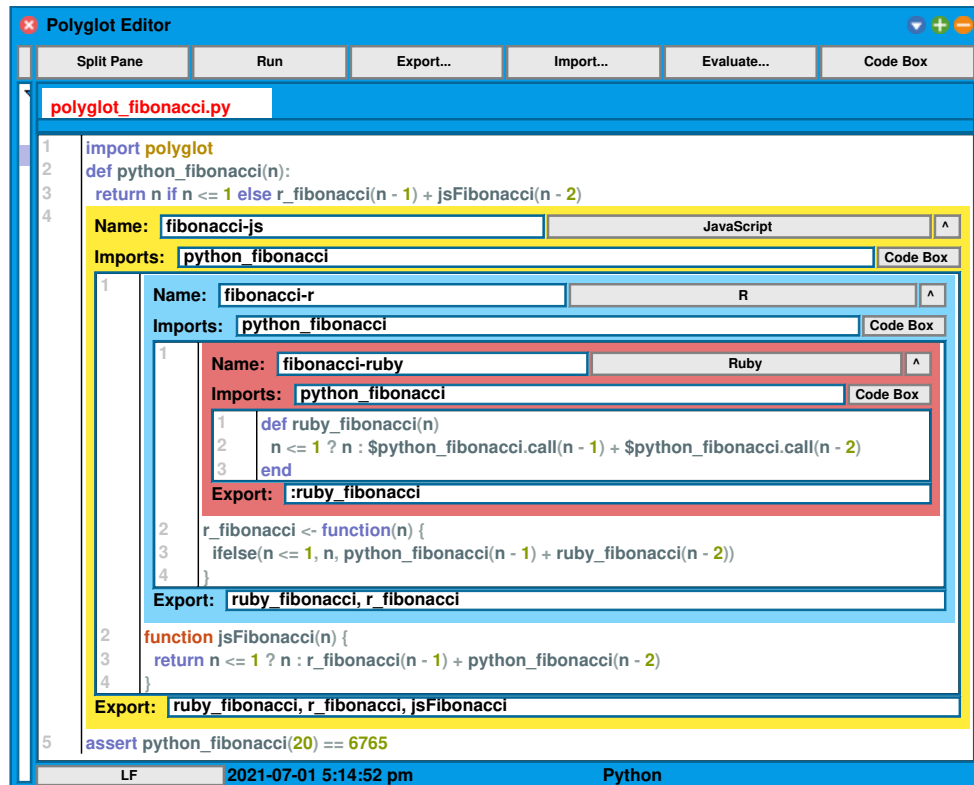 Polyglot Editor
Split Pane Run Export... Import... Evaluate... Code Box
polyglot_fibonacci.py
1 import polyglot
2 def python_fibonacci(n):
3 return n if n <= 1 else r_fibonacci(n - 1) + jsFibonacci(n - 2)
4
Name: fibonacci-js JavaScript ^
Imports: python_fibonacci Code Box
1
Name: fibonacci-r R ^
Imports: python_fibonacci Code Box
1
Name: fibonacci-ruby Ruby ^
Imports: python_fibonacci Code Box
1 def ruby_fibonacci(n)
2 n <= 1 ? n : $python_fibonacci.call(n - 1) + $python_fibonacci.call(n - 2)
3 end
Export: :ruby_fibonacci
2 r_fibonacci <- function(n) {
3 ifelse(n <= 1, n, python_fibonacci(n - 1) + ruby_fibonacci(n - 2))
4 }
Export: ruby_fibonacci, r_fibonacci
2 function jsFibonacci(n) {
3 return n <= 1 ? n : r_fibonacci(n - 1) + python_fibonacci(n - 2)
4 }
Export: ruby_fibonacci, r_fibonacci, jsFibonacci
5 assert python_fibonacci(20) == 6765
LF 2021-07-01 5:14:52 pm Python